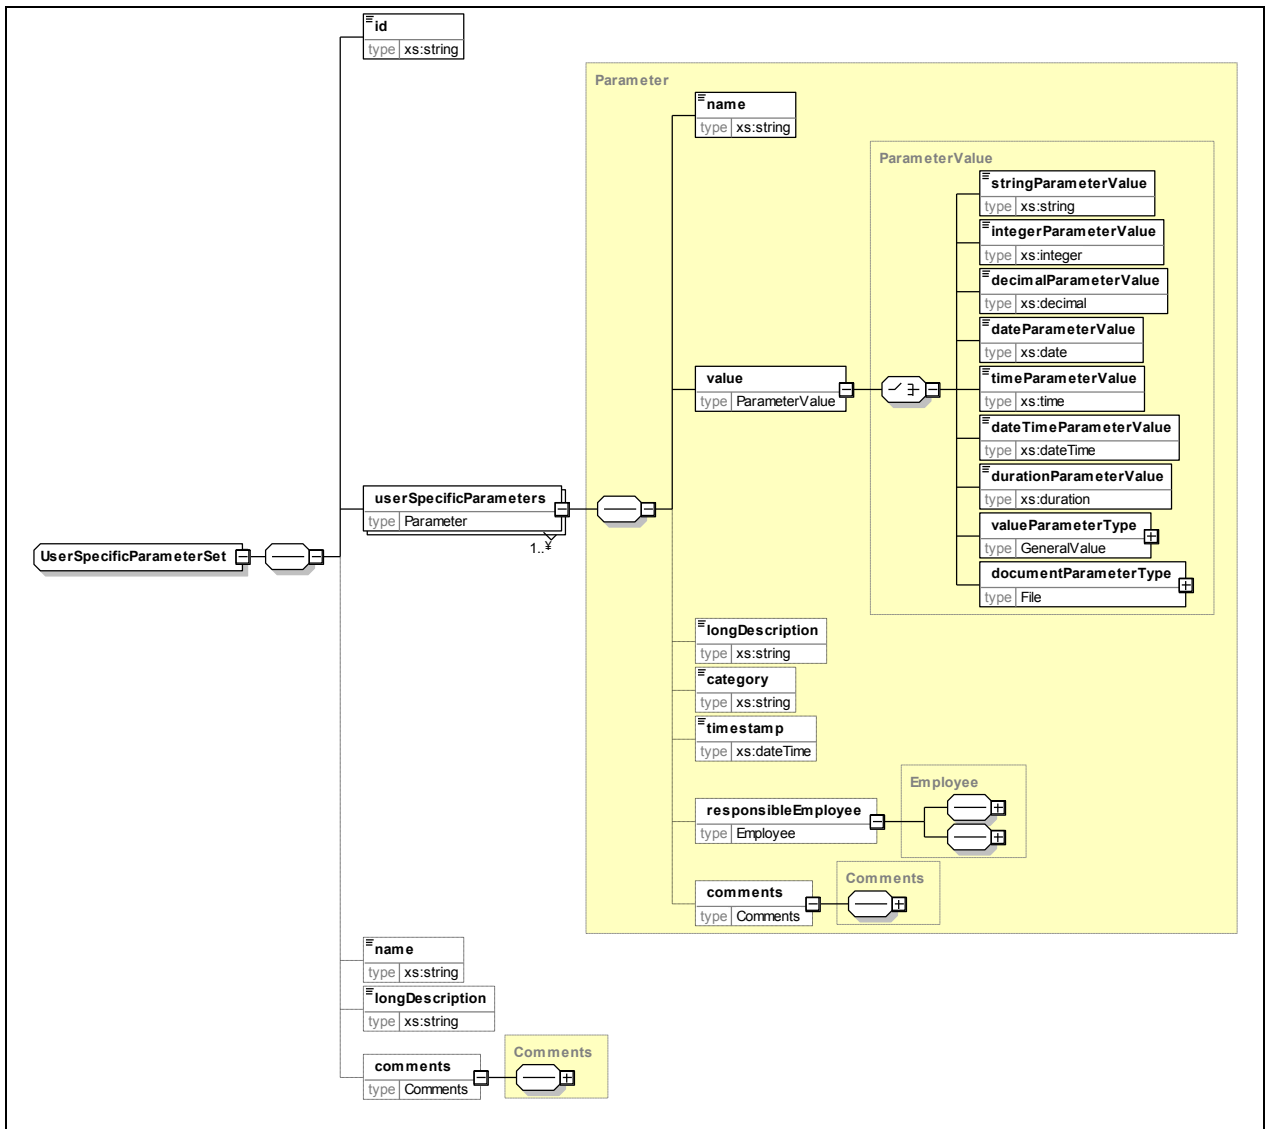 id
type xs:string
Parameter
name
type xs:string
ParameterValue
stringParameterValue
type xs:string
integerParameterValue
type xs:integer
decimalParameterValue
type xs:decimal
dateParameterValue
type xs:date
value
type ParameterValue
timeParameterValue
type xs:time
dateTimeParameterValue
type xs:dateTime
durationParameterValue
type xs:duration
valueParameterType
type GeneralValue
documentParameterType
type File
userSpecificParameters
type Parameter
1..¥
UserSpecificParameterSet
longDescription
type xs:string
category
type xs:string
timestamp
type xs:dateTime
responsibleEmployee
type Employee
Employee
comments
type Comments
Comments
name
type xs:string
longDescription
type xs:string
comments
type Comments
Comments